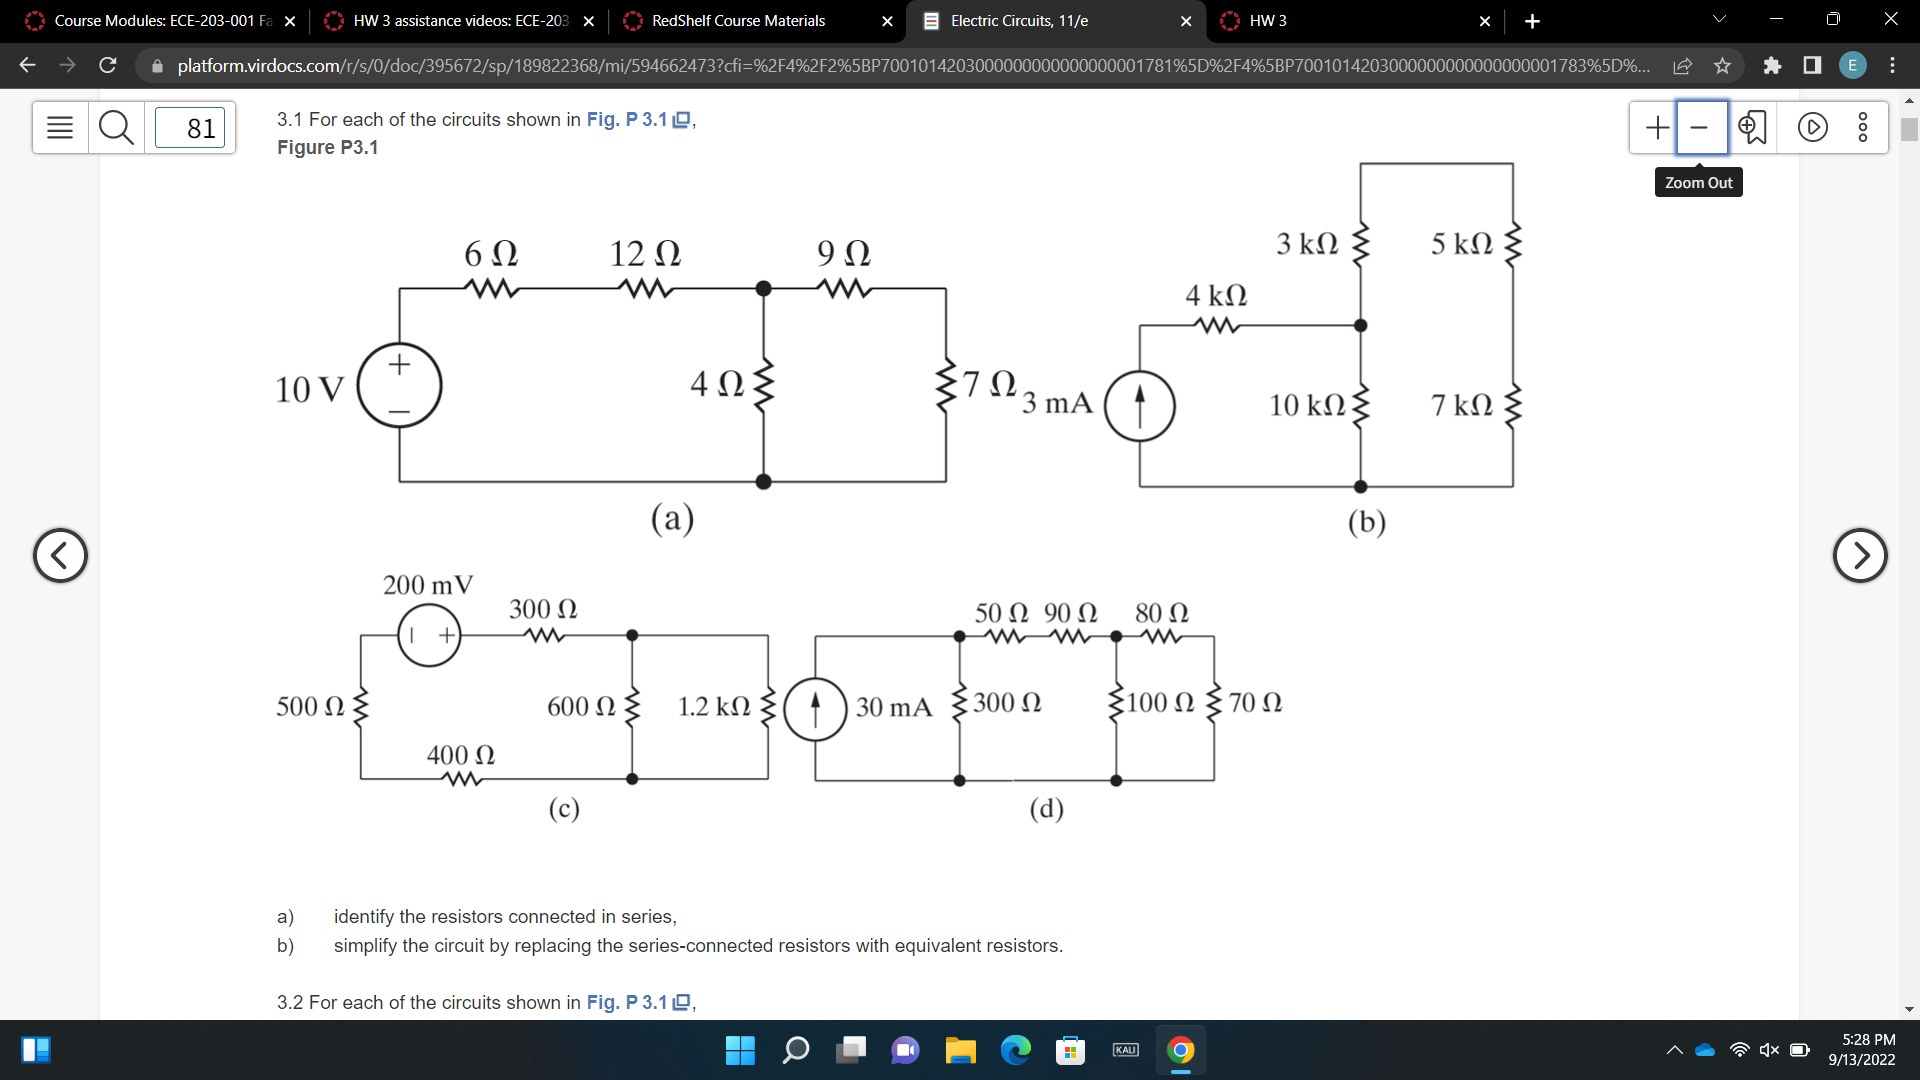 Course Modules: ECE-203-001 Fa
HW 3 assistance videos: ECE-203
RedShelf Course Materials
Electric Circuits, 11/e
HW 3
platform.virdocs.com/r/s/0/doc/395672/sp/189822368/mi/594662473?cfi=%2F4%2F2%5BP7001014203000000000000000001781%5D%2F4%5BP7001014203000000000000000001783%5D%...
E
81
Zoom Out
3.1 For each of the circuits shown in Fig. P 3.1,
Figure P3.1
6 Ω 12 Ω 9 Ω
10 V + −
4 Ω
7 Ω
(a)
3 kΩ 5 kΩ
4 kΩ
3 mA
10 kΩ 7 kΩ
(b)
200 mV
− +
300 Ω
500 Ω
600 Ω 1.2 kΩ
400 Ω
(c)
50 Ω 90 Ω 80 Ω
30 mA 300 Ω 100 Ω 70 Ω
(d)
a) identify the resistors connected in series,
b) simplify the circuit by replacing the series-connected resistors with equivalent resistors.
3.2 For each of the circuits shown in Fig. P 3.1,
KALI
5:28 PM
9/13/2022